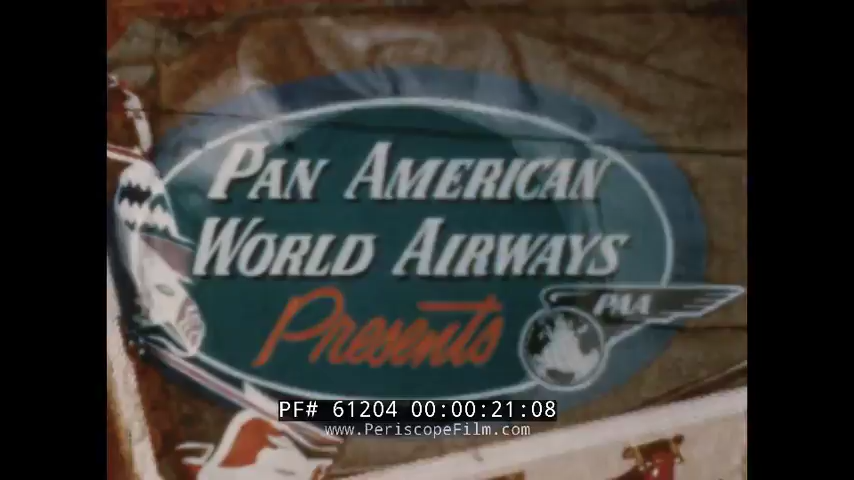 PAN AMERICAN
WORLD AIRWAYS
Presents
PAA
PF# 61204 00:00:21:08
www.PeriscopeFilm.com